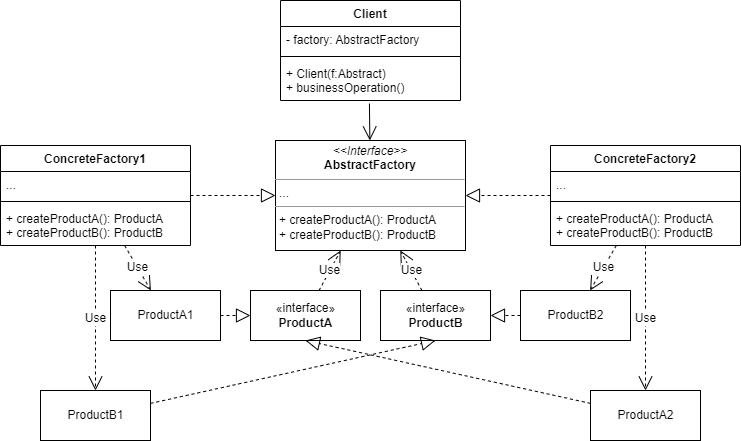 Client
- factory: AbstractFactory
+ Client(f:Abstract)
+ businessOperation()
<<Interface>>
AbstractFactory
...
+ createProductA(): ProductA
+ createProductB(): ProductB
ConcreteFactory1
...
+ createProductA(): ProductA
+ createProductB(): ProductB
ConcreteFactory2
...
+ createProductA(): ProductA
+ createProductB(): ProductB
Use
Use
Use
Use
ProductA1
«interface»
ProductA
«interface»
ProductB
ProductB2
Use
Use
ProductB1
ProductA2